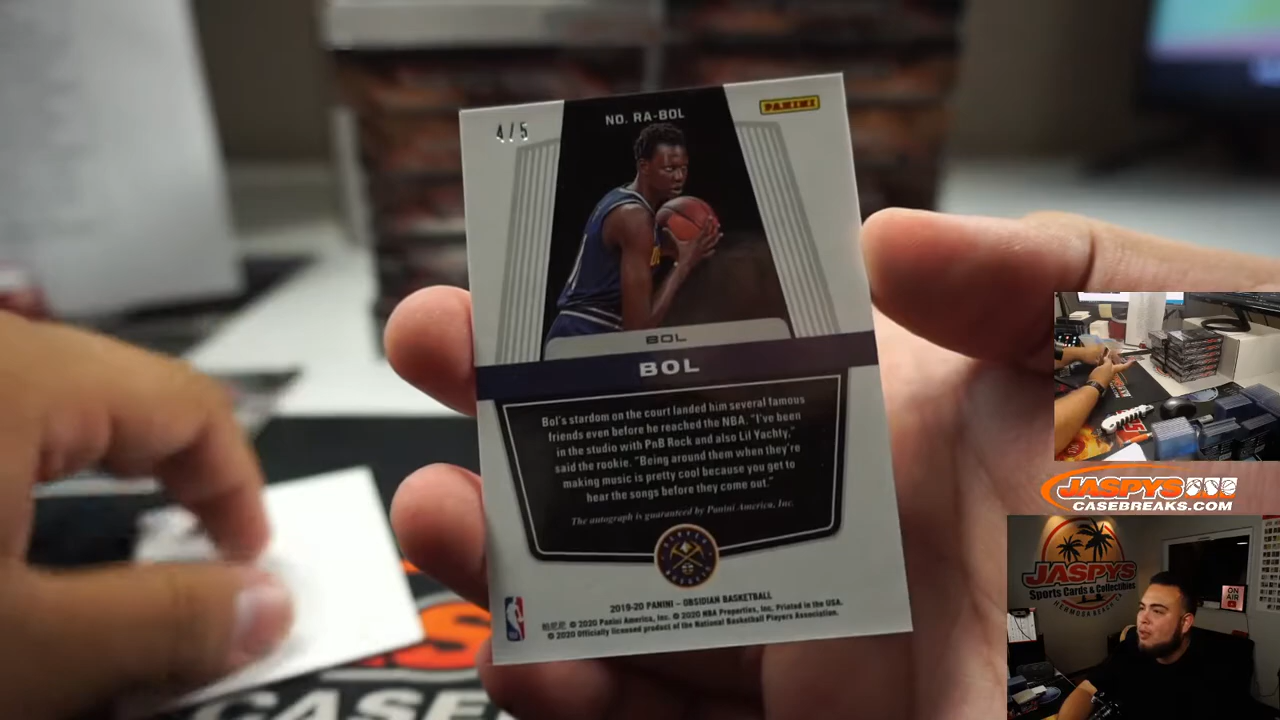 4/5
NO. RA-BOL
PANINI
BOL
BOL
Bol's stardom on the court landed him several famous
friends even before he reached the NBA. "I've been
in the studio with PnB Rock and also Lil Yachty,"
said the rookie. "Being around them when they're
making music is pretty cool because you get to
hear the songs before they come out."
The autograph is guaranteed by Panini America, Inc.
2019-20 PANINI – OBSIDIAN BASKETBALL
© 2020 Panini America, Inc. © 2020 NBA Properties, Inc. Printed in the USA.
© 2020 Officially licensed product of the National Basketball Players Association.
NBA
CASE
JASPYS
CASEBREAKS.COM
JASPYS
Sports Cards & Collectibles
HERMOSA BEACH
ON
AIR